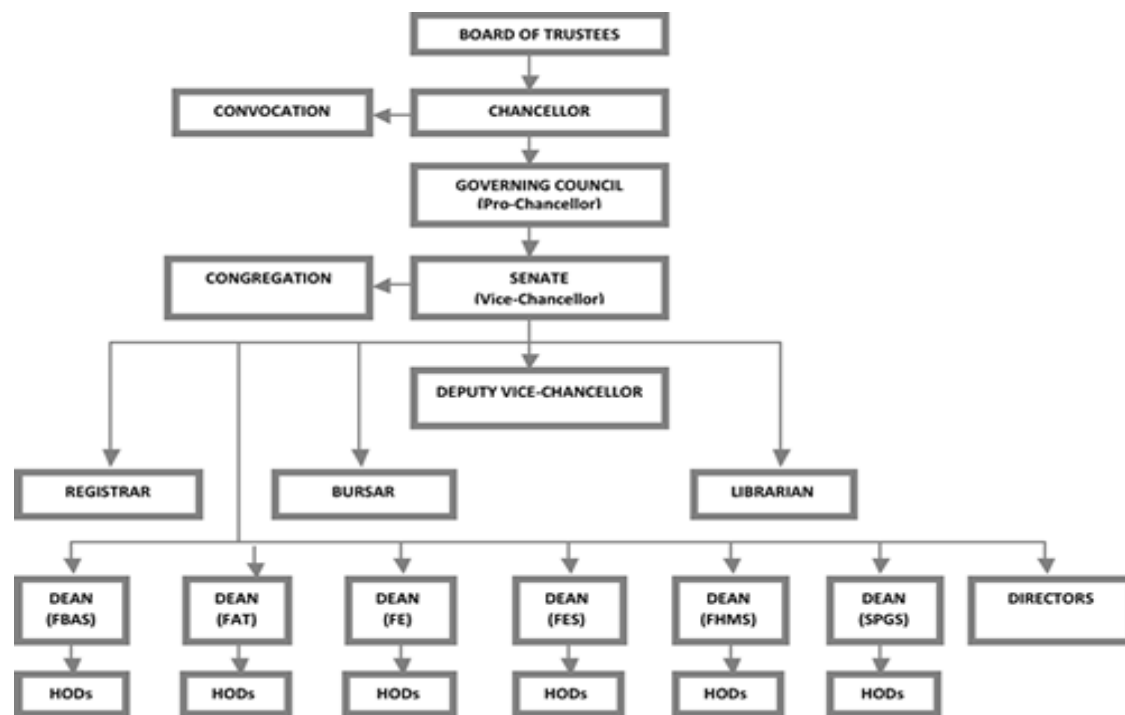 BOARD OF TRUSTEES
CONVOCATION
CHANCELLOR
GOVERNING COUNCIL
(Pro-Chancellor)
CONGREGATION
SENATE
(Vice-Chancellor)
DEPUTY VICE-CHANCELLOR
REGISTRAR
BURSAR
LIBRARIAN
DEAN
(FBAS)
DEAN
(FAT)
DEAN
(FE)
DEAN
(FES)
DEAN
(FHMS)
DEAN
(SPGS)
DIRECTORS
HODs
HODs
HODs
HODs
HODs
HODs